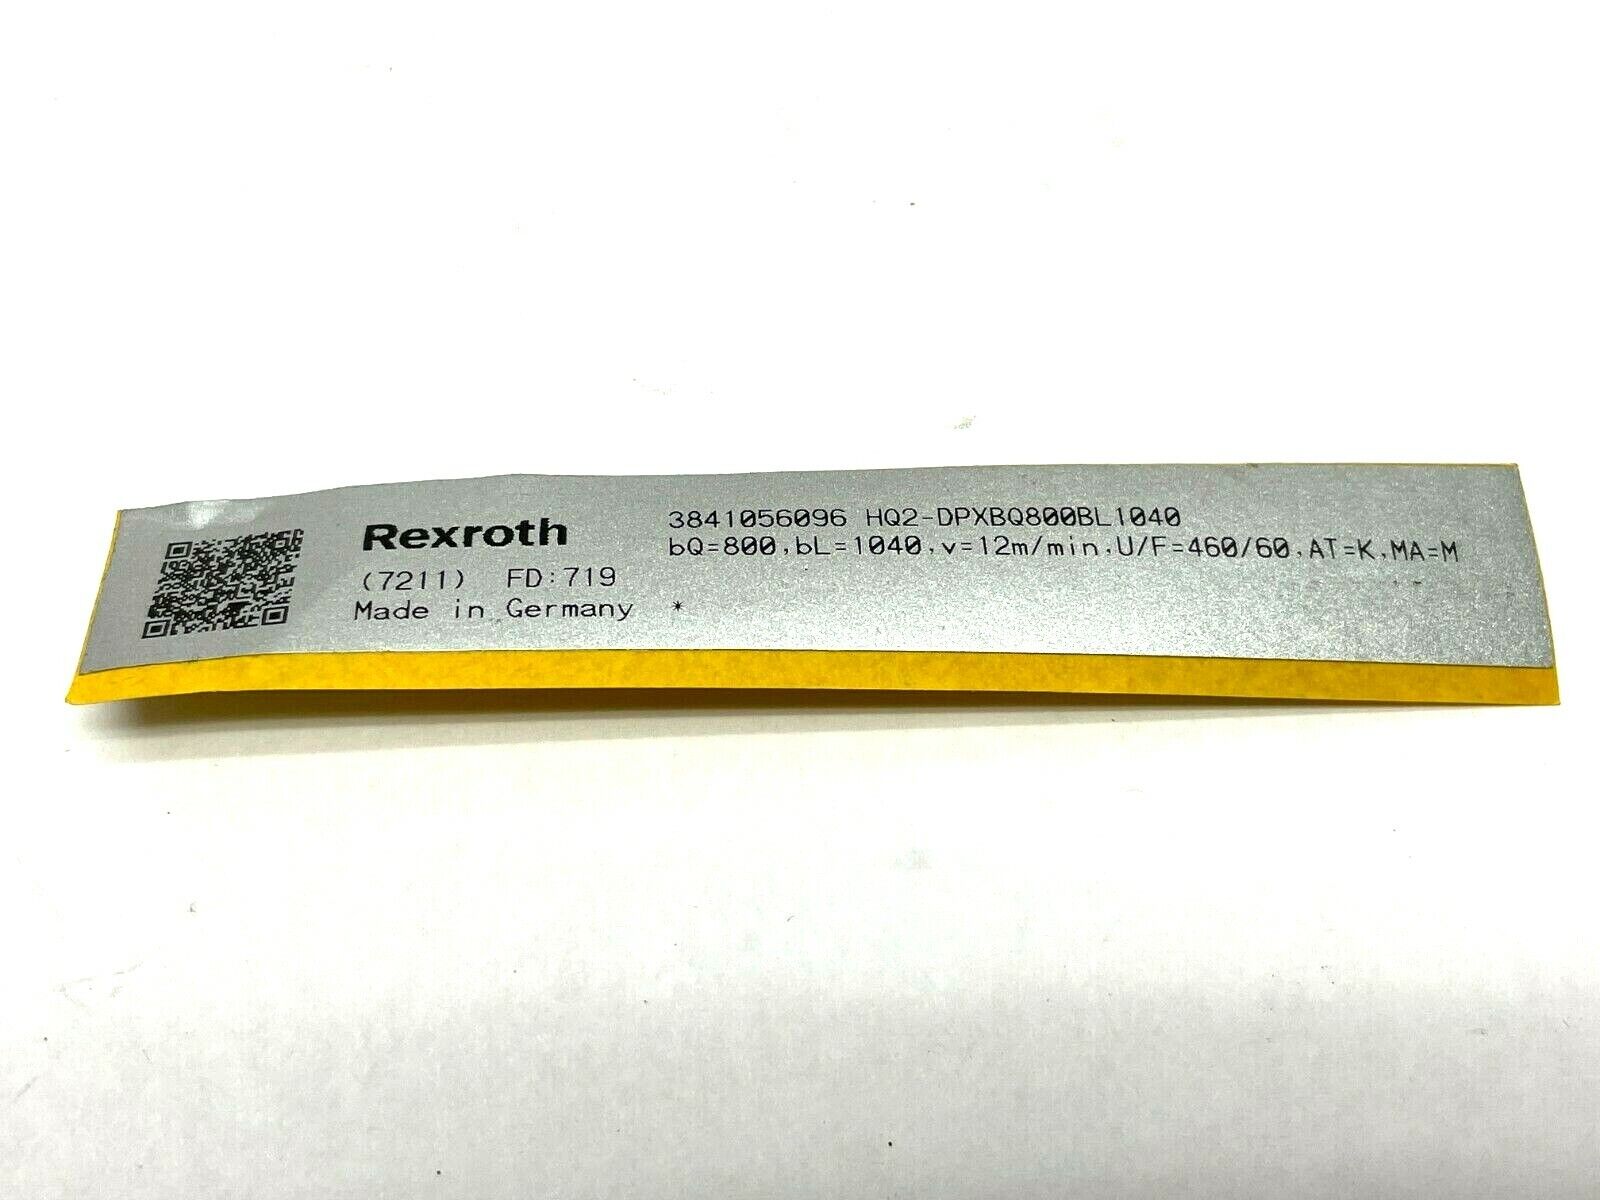 Rexroth
(7211) FD:719
Made in Germany *
3841056096 HQ2-DPXBQ800BL1040
bQ=800,bL=1040,v=12m/min,U/F=460/60,AT=K,MA=M